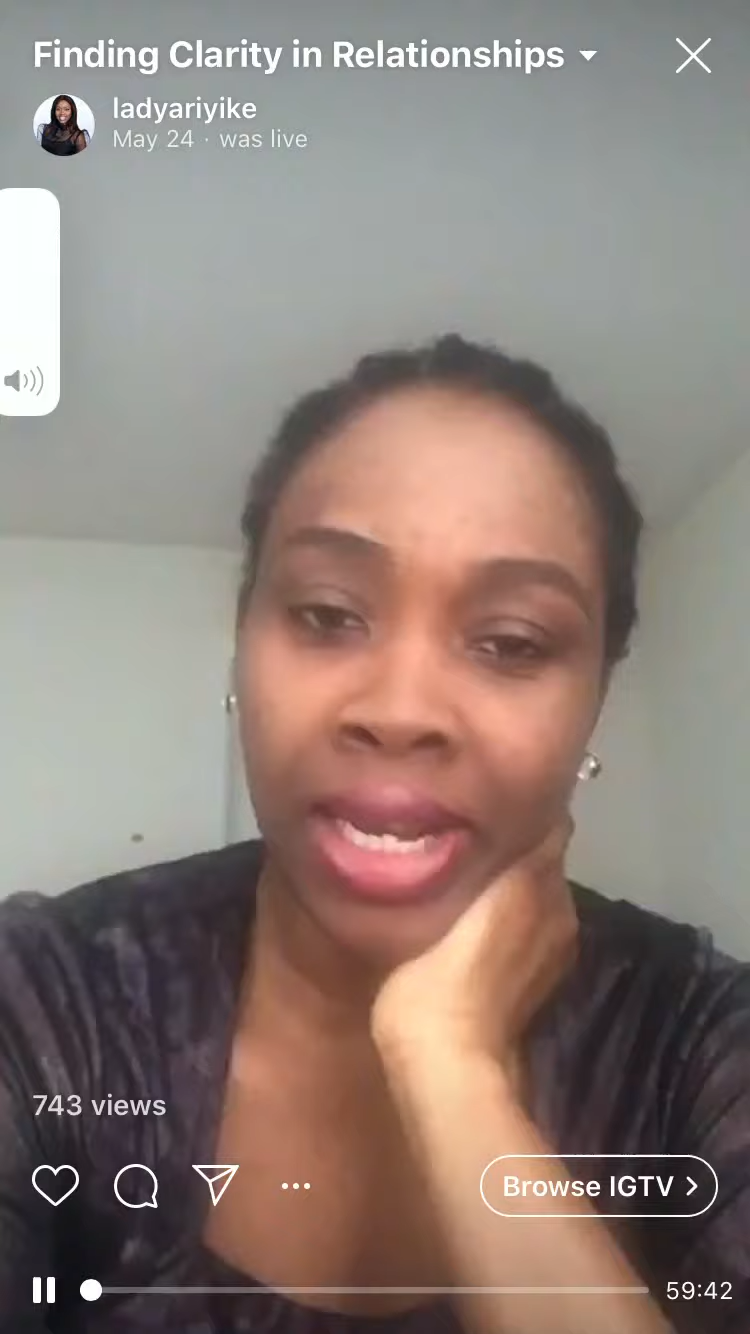 Finding Clarity in Relationships
ladyariyike
May 24 · was live
743 views
Browse IGTV
59:42